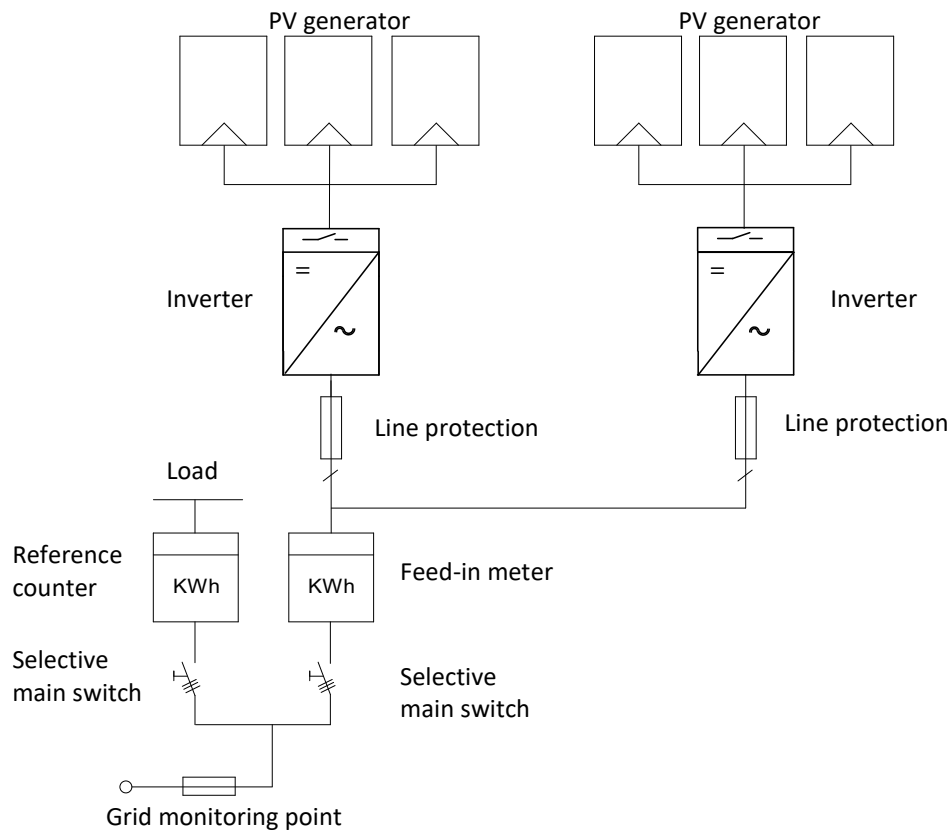 PV generator
PV generator
=
~
Inverter
=
~
Inverter
Line protection
Line protection
Load
Reference
counter
KWh
KWh
Feed-in meter
Selective
main switch
Selective
main switch
Grid monitoring point